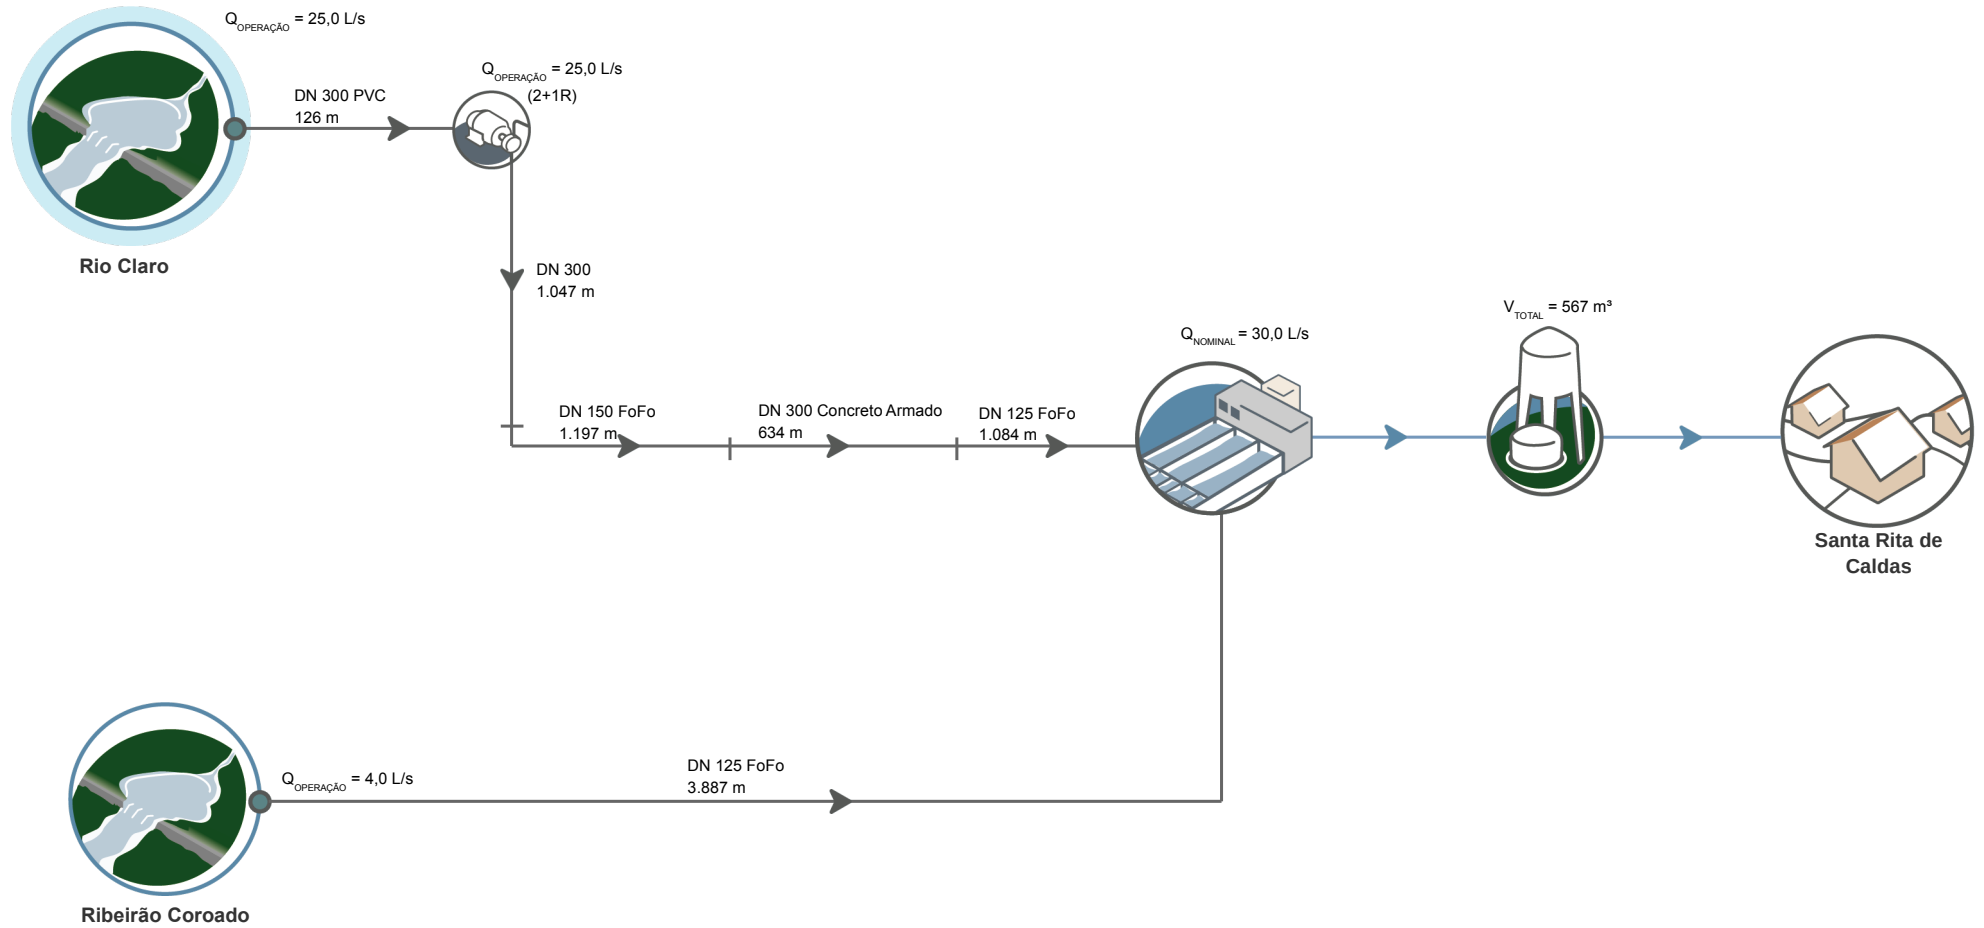 Q OPERAÇÃO = 25,0 L/s
DN 300 PVC
126 m
Q OPERAÇÃO = 25,0 L/s
(2+1R)
Rio Claro
DN 300
1.047 m
DN 150 FoFo
1.197 m
DN 300 Concreto Armado
634 m
DN 125 FoFo
1.084 m
Q NOMINAL = 30,0 L/s
V TOTAL = 567 m³
Santa Rita de
Caldas
Q OPERAÇÃO = 4,0 L/s
DN 125 FoFo
3.887 m
Ribeirão Coroado